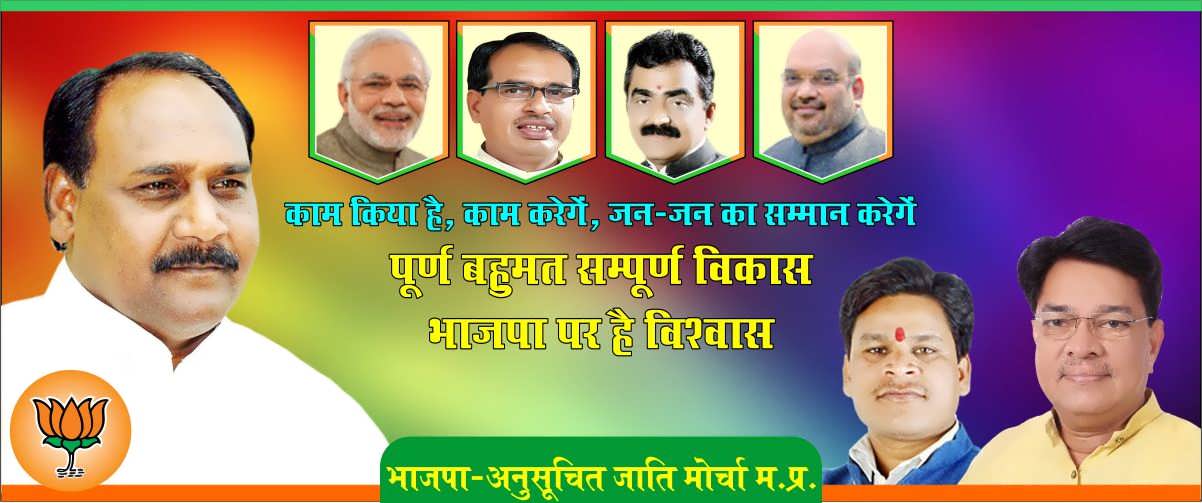 काम किया है, काम करेगें, जन-जन का सम्मान करेगें
पूर्ण बहुमत सम्पूर्ण विकास
भाजपा पर है विश्वास
भाजपा-अनुसूचित जाति मोर्चा म.प्र.